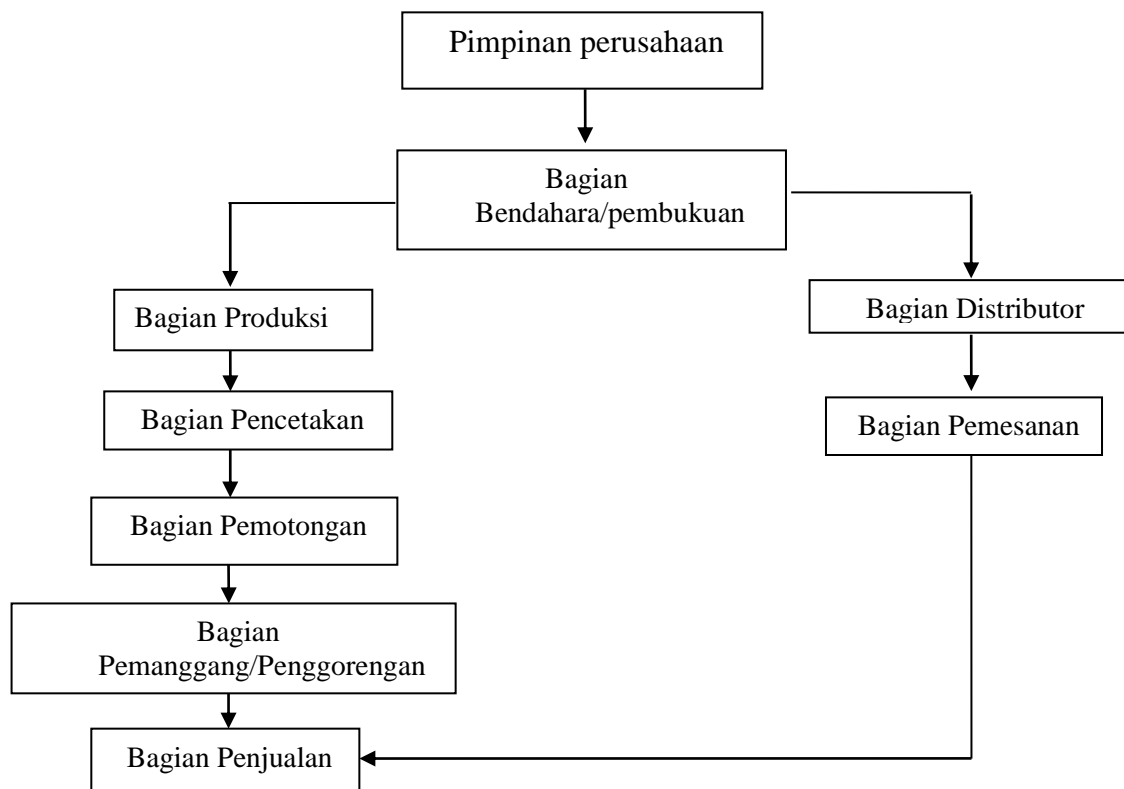 Pimpinan perusahaan
Bagian
Bendahara/pembukuan
Bagian Produksi
Bagian Distributor
Bagian Pencetakan
Bagian Pemesanan
Bagian Pemotongan
Bagian
Pemanggang/Penggorengan
Bagian Penjualan